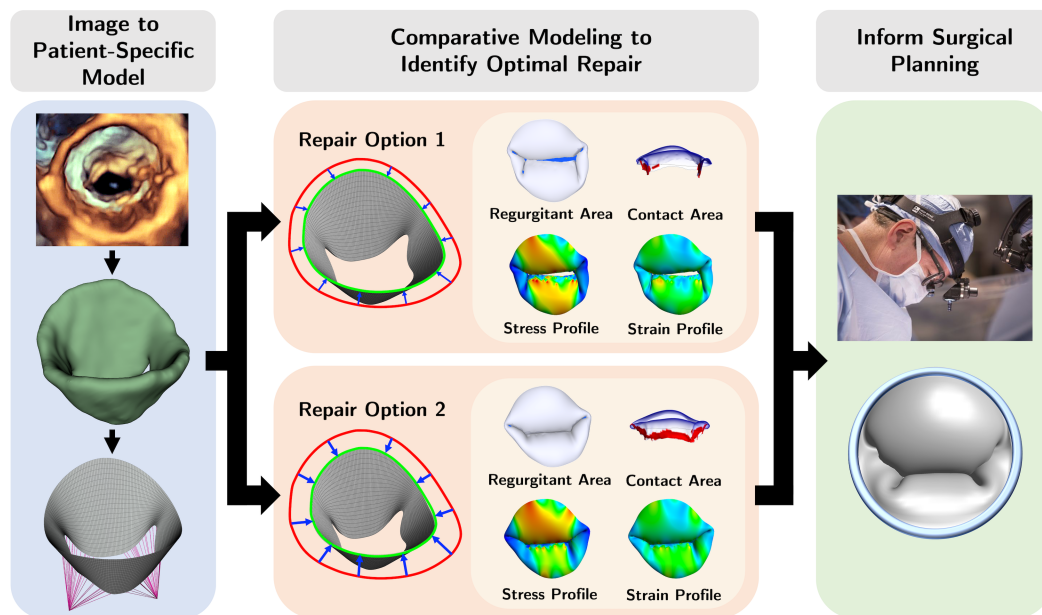 Image to
Patient-Specific
Model
Comparative Modeling to
Identify Optimal Repair
Inform Surgical
Planning
Repair Option 1
Regurgitant Area
Contact Area
Stress Profile
Strain Profile
Repair Option 2
Regurgitant Area
Contact Area
Stress Profile
Strain Profile